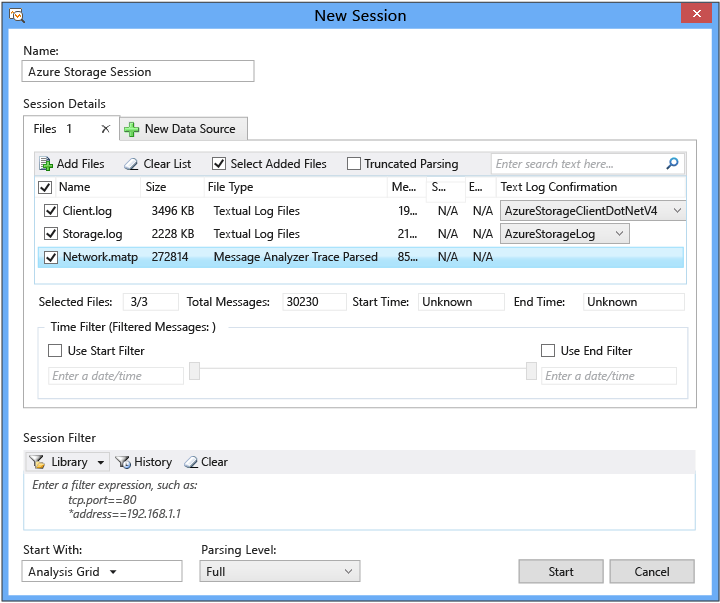 New Session
Name:
Azure Storage Session
Session Details
Files 1 New Data Source
Add Files Clear List Select Added Files Truncated Parsing Enter search text here...
Name Size File Type Me... S... E... Text Log Confirmation
Client.log 3496 KB Textual Log Files 19... N/A N/A AzureStorageClientDotNetV4
Storage.log 2228 KB Textual Log Files 21... N/A N/A AzureStorageLog
Network.matp 272814 Message Analyzer Trace Parsed 85... N/A N/A
Selected Files: 3/3 Total Messages: 30230 Start Time: Unknown End Time: Unknown
Time Filter (Filtered Messages: )
Use Start Filter Use End Filter
Enter a date/time Enter a date/time
Session Filter
Library History Clear
Enter a filter expression, such as:
tcp.port==80
*address==192.168.1.1
Start With: Parsing Level:
Analysis Grid Full Start Cancel